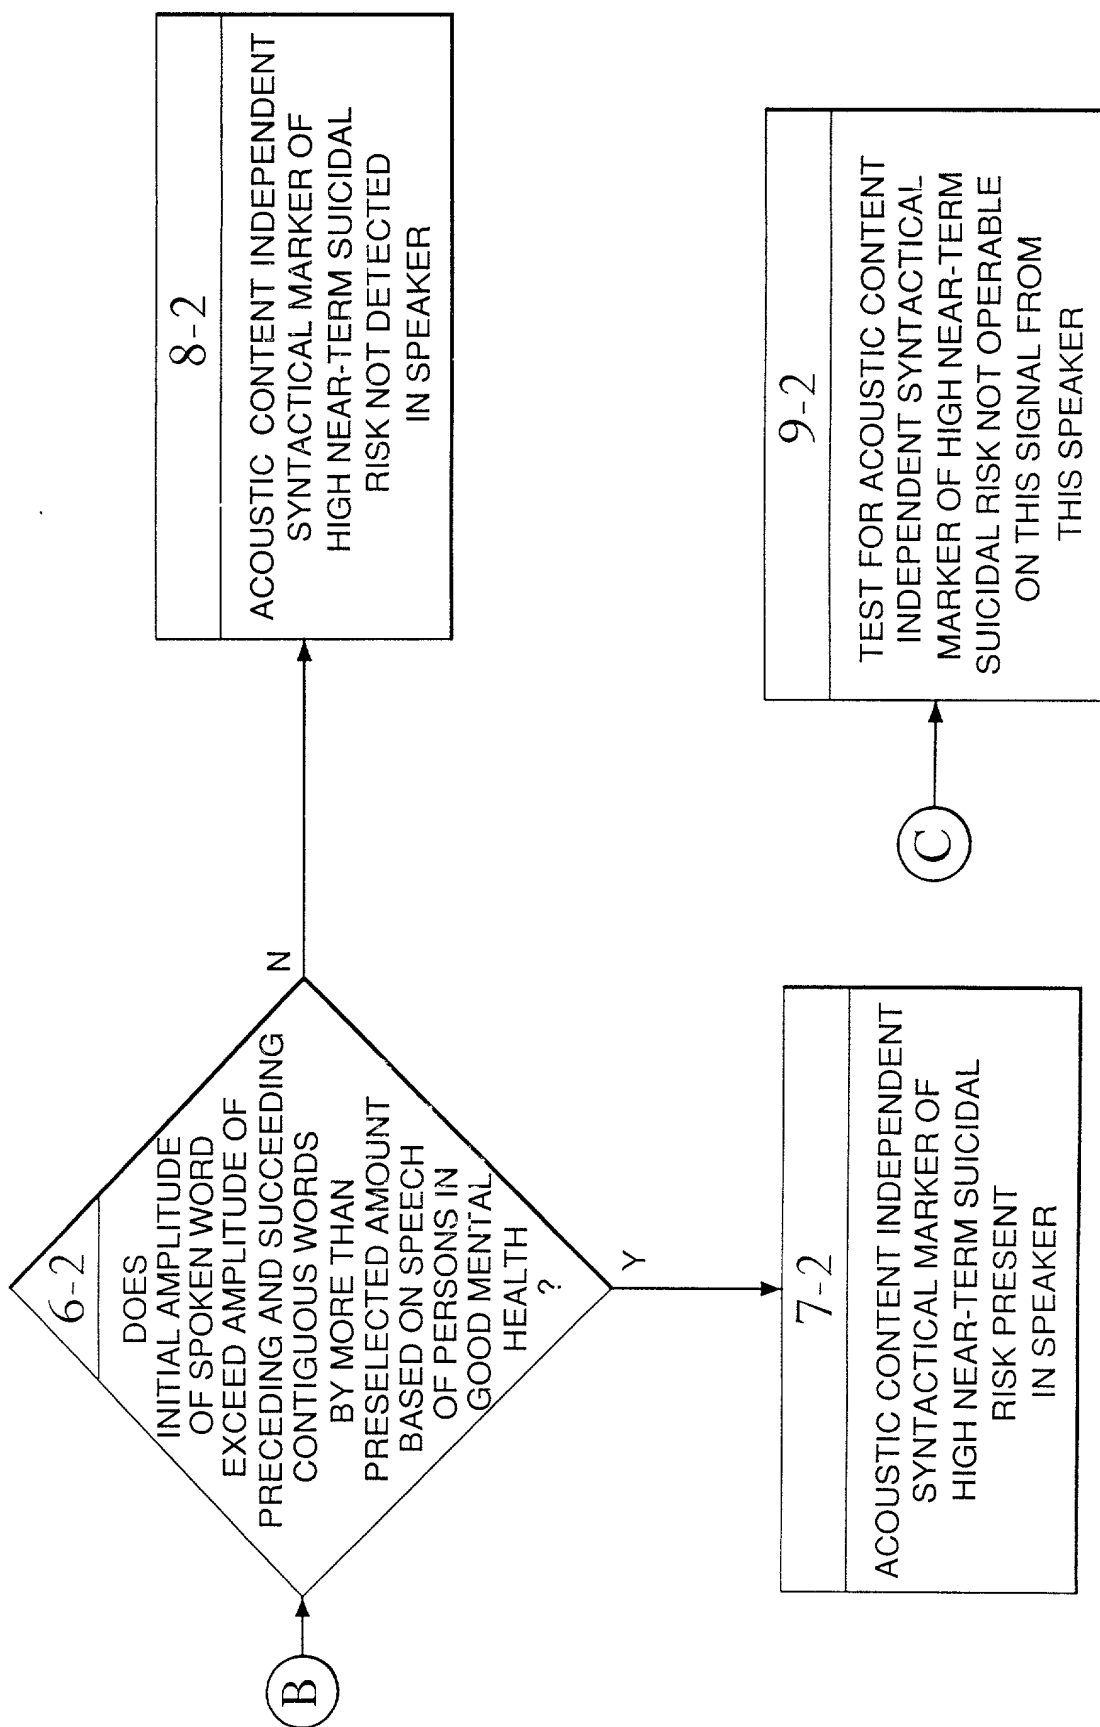 B
6-2
DOES
INITIAL AMPLITUDE
OF SPOKEN WORD
EXCEED AMPLITUDE OF
PRECEDING AND SUCCEEDING
CONTIGUOUS WORDS
BY MORE THAN
PRESELECTED AMOUNT
BASED ON SPEECH
OF PERSONS IN
GOOD MENTAL
HEALTH
?
N
Y
8-2
ACOUSTIC CONTENT INDEPENDENT
SYNTACTICAL MARKER OF
HIGH NEAR-TERM SUICIDAL
RISK NOT DETECTED
IN SPEAKER
7-2
ACOUSTIC CONTENT INDEPENDENT
SYNTACTICAL MARKER OF
HIGH NEAR-TERM SUICIDAL
RISK PRESENT
IN SPEAKER
C
9-2
TEST FOR ACOUSTIC CONTENT
INDEPENDENT SYNTACTICAL
MARKER OF HIGH NEAR-TERM
SUICIDAL RISK NOT OPERABLE
ON THIS SIGNAL FROM
THIS SPEAKER